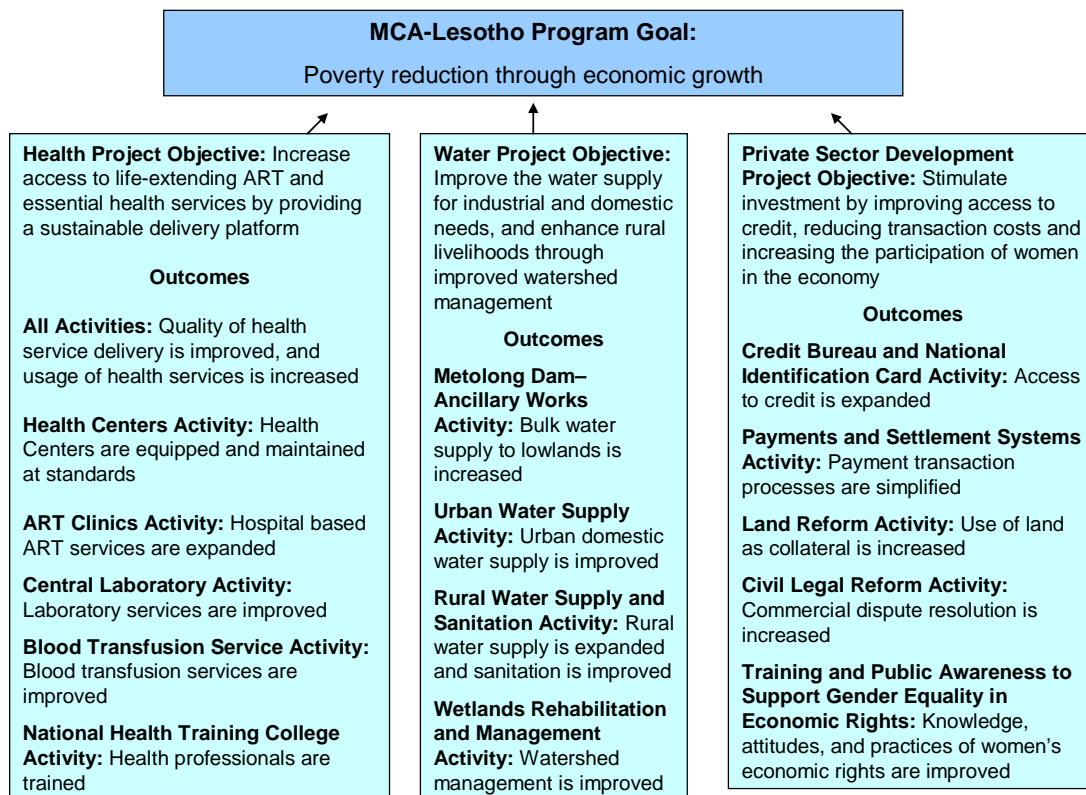 MCA-Lesotho Program Goal:
Poverty reduction through economic growth
Health Project Objective: Increase
access to life-extending ART and
essential health services by providing
a sustainable delivery platform
Outcomes
All Activities: Quality of health
service delivery is improved, and
usage of health services is increased
Health Centers Activity: Health
Centers are equipped and maintained
at standards
ART Clinics Activity: Hospital based
ART services are expanded
Central Laboratory Activity:
Laboratory services are improved
Blood Transfusion Service Activity:
Blood transfusion services are
improved
National Health Training College
Activity: Health professionals are
trained
Water Project Objective:
Improve the water supply
for industrial and domestic
needs, and enhance rural
livelihoods through
improved watershed
management
Outcomes
Metolong Dam–
Ancillary Works
Activity: Bulk water
supply to lowlands is
increased
Urban Water Supply
Activity: Urban domestic
water supply is improved
Rural Water Supply and
Sanitation Activity: Rural
water supply is expanded
and sanitation is improved
Wetlands Rehabilitation
and Management
Activity: Watershed
management is improved
Private Sector Development
Project Objective: Stimulate
investment by improving access to
credit, reducing transaction costs and
increasing the participation of women
in the economy
Outcomes
Credit Bureau and National
Identification Card Activity: Access
to credit is expanded
Payments and Settlement Systems
Activity: Payment transaction
processes are simplified
Land Reform Activity: Use of land
as collateral is increased
Civil Legal Reform Activity:
Commercial dispute resolution is
increased
Training and Public Awareness to
Support Gender Equality in
Economic Rights: Knowledge,
attitudes, and practices of women's
economic rights are improved